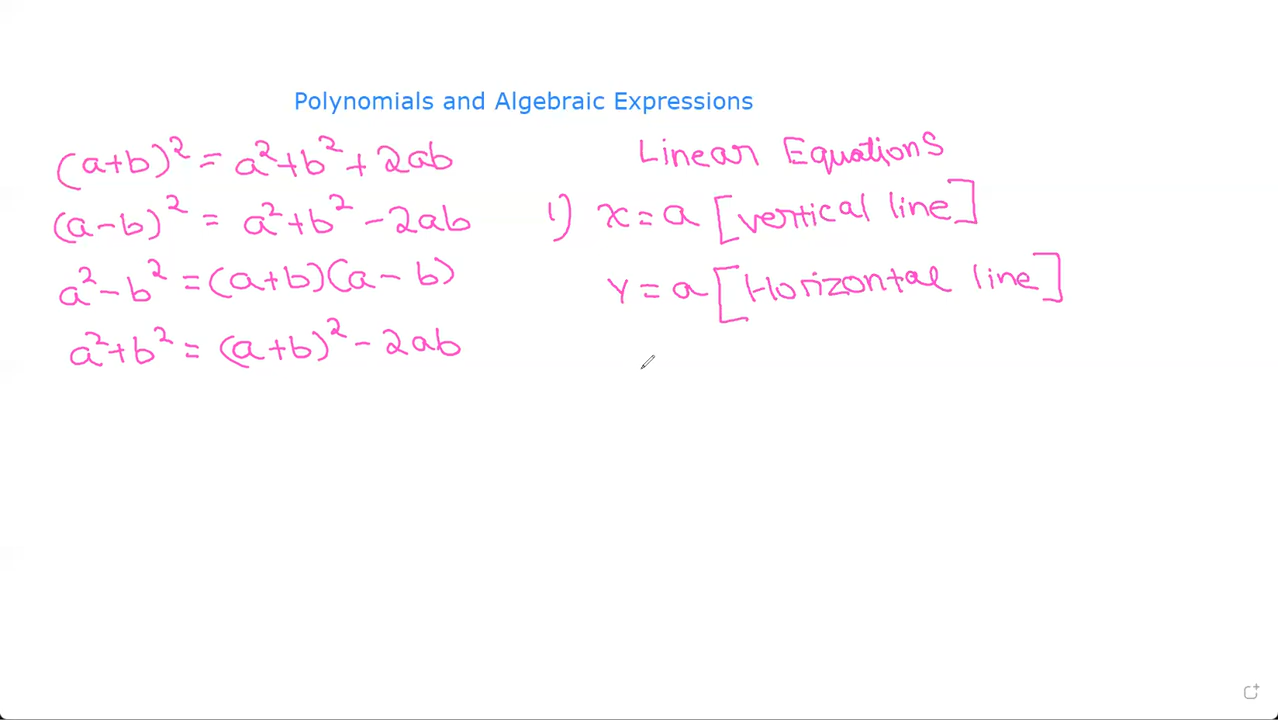 Polynomials and Algebraic Expressions
(a+b)² = a²+b²+2ab
(a-b)² = a²+b²-2ab
a²-b² = (a+b)(a-b)
a²+b² = (a+b)²-2ab
Linear Equations
1) x = a [vertical line]
Y = a [Horizontal line]